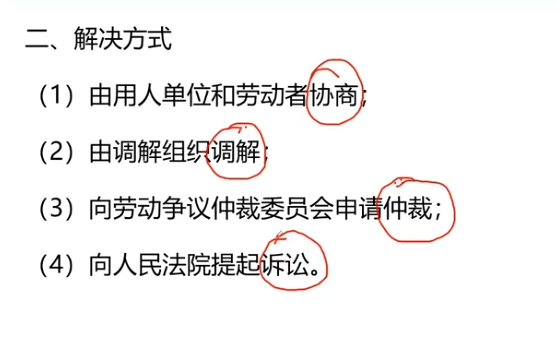 二、解决方式
（1）由用人单位和劳动者协商；
（2）由调解组织调解；
（3）向劳动争议仲裁委员会申请仲裁；
（4）向人民法院提起诉讼。